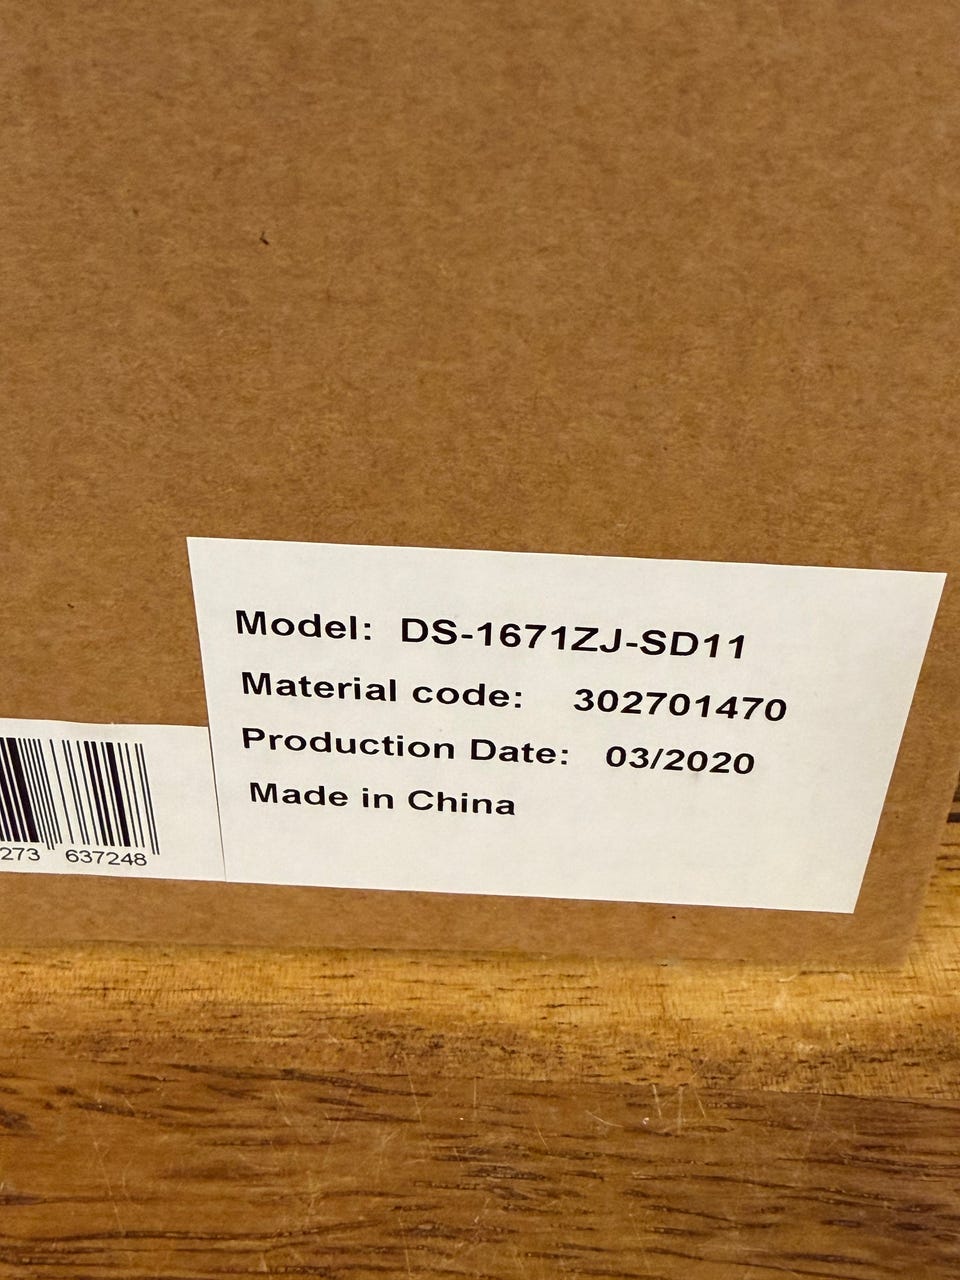 Model: DS-1671ZJ-SD11
Material code: 302701470
Production Date: 03/2020
Made in China
273 637248